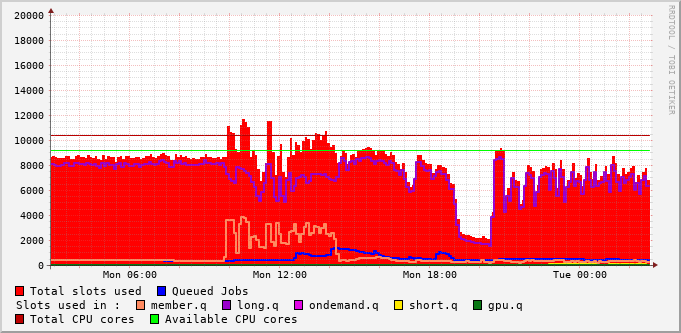 RRDTOOL / TOBI OETIKER
20000
18000
16000
14000
12000
10000
8000
6000
4000
2000
0
Mon 06:00 Mon 12:00 Mon 18:00 Tue 00:00
Total slots used Queued Jobs
Slots used in : member.q long.q ondemand.q short.q gpu.q
Total CPU cores Available CPU cores